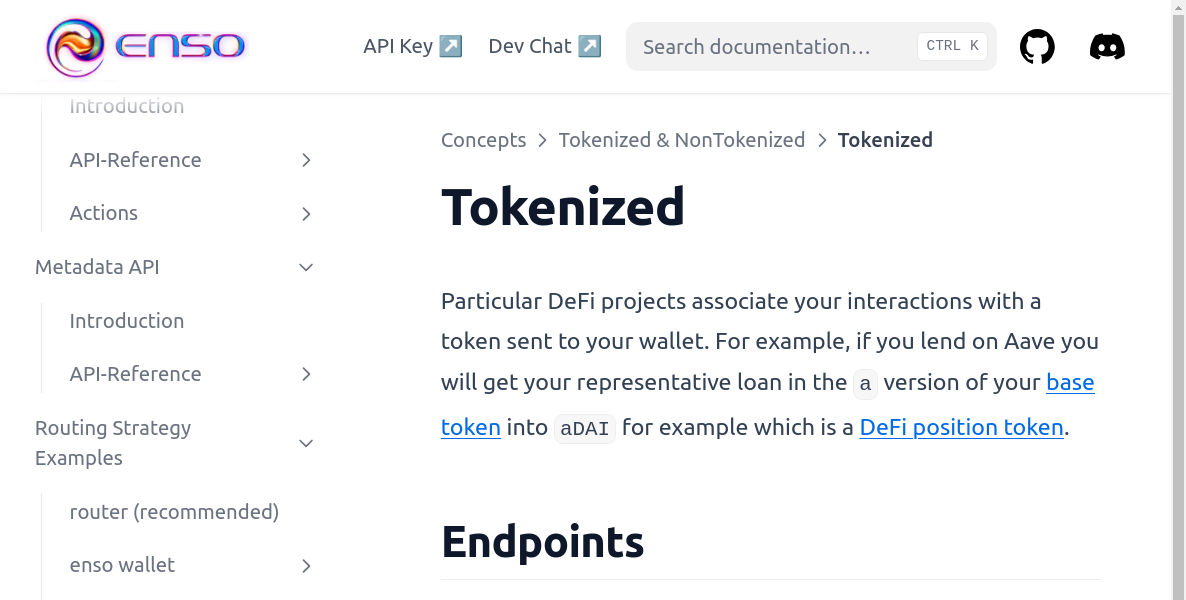 ENSO
API Key ↗
Dev Chat ↗
Search documentation…
CTRL K
Introduction
API-Reference
Actions
Metadata API
Introduction
API-Reference
Routing Strategy
Examples
router (recommended)
enso wallet
Concepts > Tokenized & NonTokenized > Tokenized
Tokenized
Particular DeFi projects associate your interactions with a
token sent to your wallet. For example, if you lend on Aave you
will get your representative loan in the a version of your base
token into aDAI for example which is a DeFi position token.
Endpoints